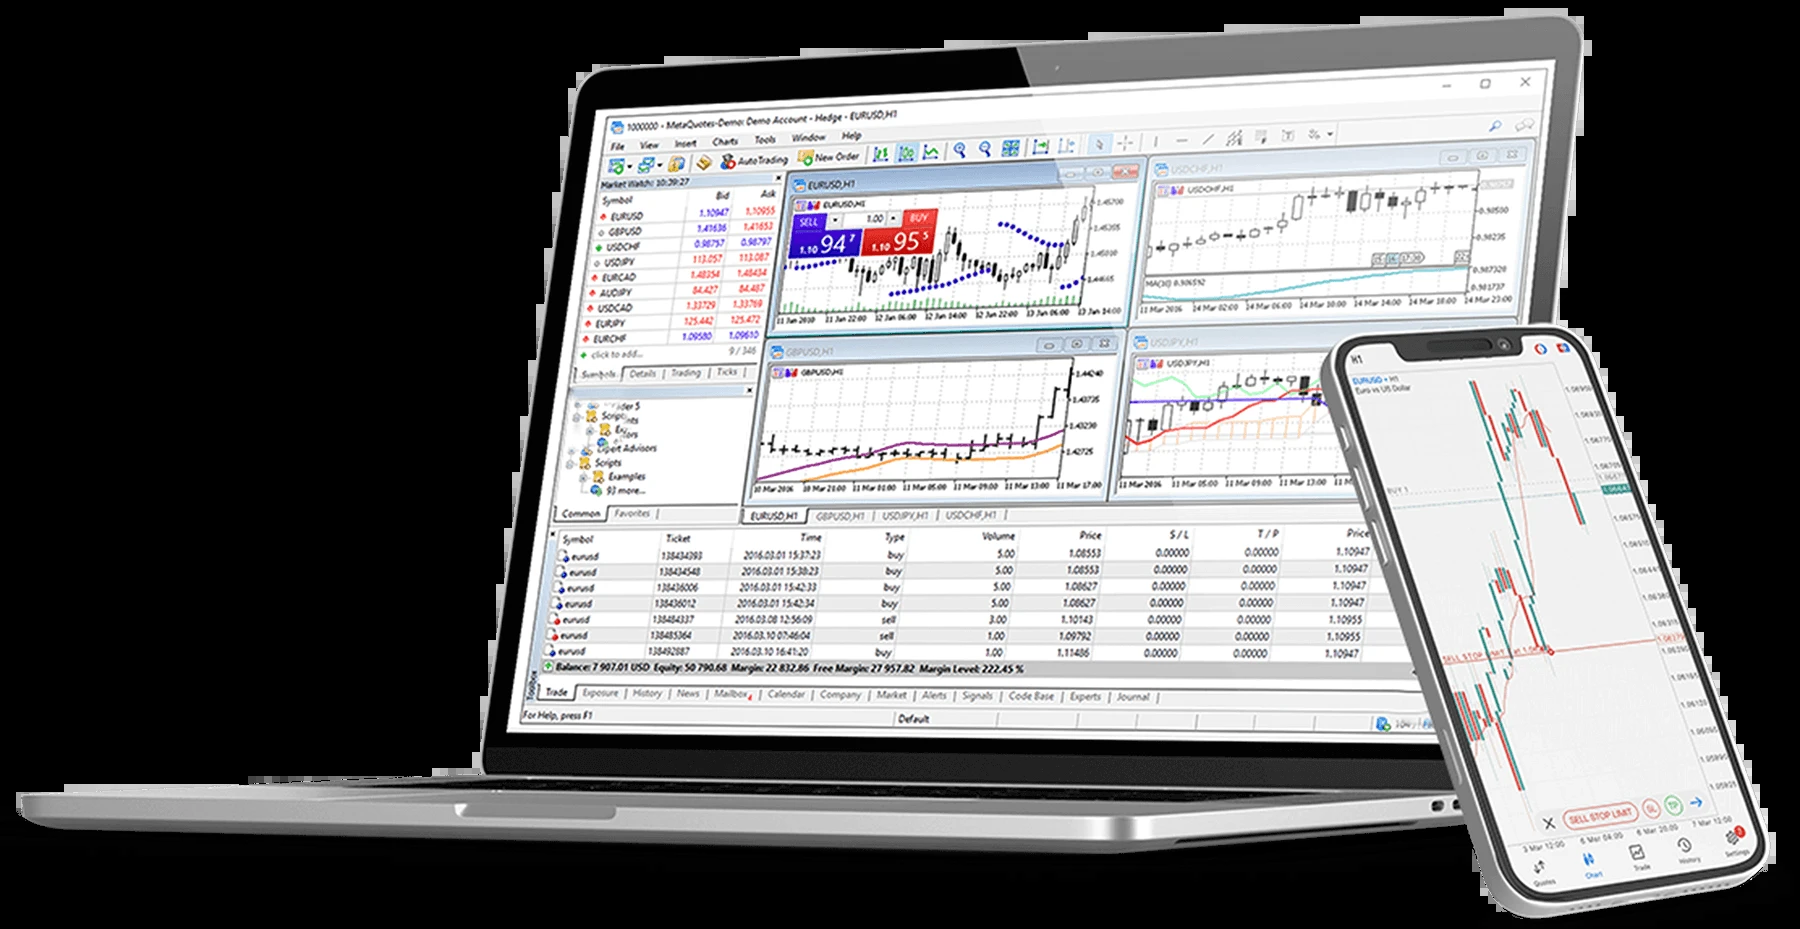 1000000 - MetaQuotes-Demo: Demo Account - Hedge - EURUSD,H1
File View Insert Charts Tools Window Help
AutoTrading New Order
Market Watch: 10:39:27
Symbol Bid Ask
EURUSD 1.10947 1.10955
GBPUSD 1.41636 1.41653
USDCHF 0.98757 0.98797
USDJPY 113.057 113.087
EURCAD 1.48354 1.48434
AUDJPY 84.427 84.487
USDCAD 1.33729 1.33769
EURJPY 125.442 125.472
EURCHF 1.09580 1.09610
click to add... 9 / 346
Symbols Details Trading Ticks
Expert Advisors
Scripts
Examples
93 more...
Common Favorites
EURUSD,H1
EURUSD,H1
SELL 1.00 BUY
1.10 94 7 1.10 95 5
1.45700
1.45355
1.45010
1.44665
11 Jan 2010 11 Jan 22:00 12 Jan 06:00 12 Jan 14:00 12 Jan 22:00 13 Jan 06:00 13 Jan 14:00
USDCHF,H1
USDCHF,H1
0.98500
0.98235
MA(10) 0.986592
0.987328
0.981737
11 Mar 2016 14 Mar 02:00 14 Mar 06:00 14 Mar 10:00 14 Mar 14:00 14 Mar 18:00 14 Mar 23:00
GBPUSD,H1
GBPUSD,H1
1.44240
1.43735
1.43230
1.42725
10 Mar 2016 10 Mar 21:00 11 Mar 01:00 11 Mar 05:00 11 Mar 09:00 11 Mar 13:00 11 Mar 17:00
USDJPY,H1
USDJPY,H1
11 Mar 2016 11 Mar 05:00 11 Mar 09:00 11 Mar 13:00 11 M
EURUSD,H1 GBPUSD,H1 USDJPY,H1 USDCHF,H1
Symbol Ticket Time Type Volume Price S / L T / P Price
eurusd 138434393 2016.03.01 15:37:23 buy 5.00 1.08553 0.00000 0.00000 1.10947
eurusd 138434548 2016.03.01 15:38:23 buy 5.00 1.08553 0.00000 0.00000 1.10947
eurusd 138436006 2016.03.01 15:42:33 buy 5.00 1.08627 0.00000 0.00000 1.10947
eurusd 138436012 2016.03.01 15:42:34 buy 5.00 1.08627 0.00000 0.00000 1.10947
eurusd 138484337 2016.03.08 12:56:09 sell 3.00 1.10143 0.00000 0.00000 1.10955
eurusd 138485364 2016.03.10 07:46:04 sell 1.00 1.09792 0.00000 0.00000 1.10955
eurusd 138492887 2016.03.10 16:41:20 buy 1.00 1.11486 0.00000 0.00000 1.10947
Balance: 7 907.01 USD Equity: 50 790.68 Margin: 22 832.86 Free Margin: 27 957.82 Margin Level: 222.45 %
Toolbox
Trade Exposure History News Mailbox 4 Calendar Company Market Alerts Signals Code Base Experts Journal
For Help, press F1 Default
H1
EURUSD • H1
Euro vs US Dollar
BUY 1
SELL STOP LIMIT
SELL STOP LIMIT SL TP
3 Mar 12:00 6 Mar 04:00 6 Mar 20:00 7 Mar 12:00
Quotes Chart Trade History Settings